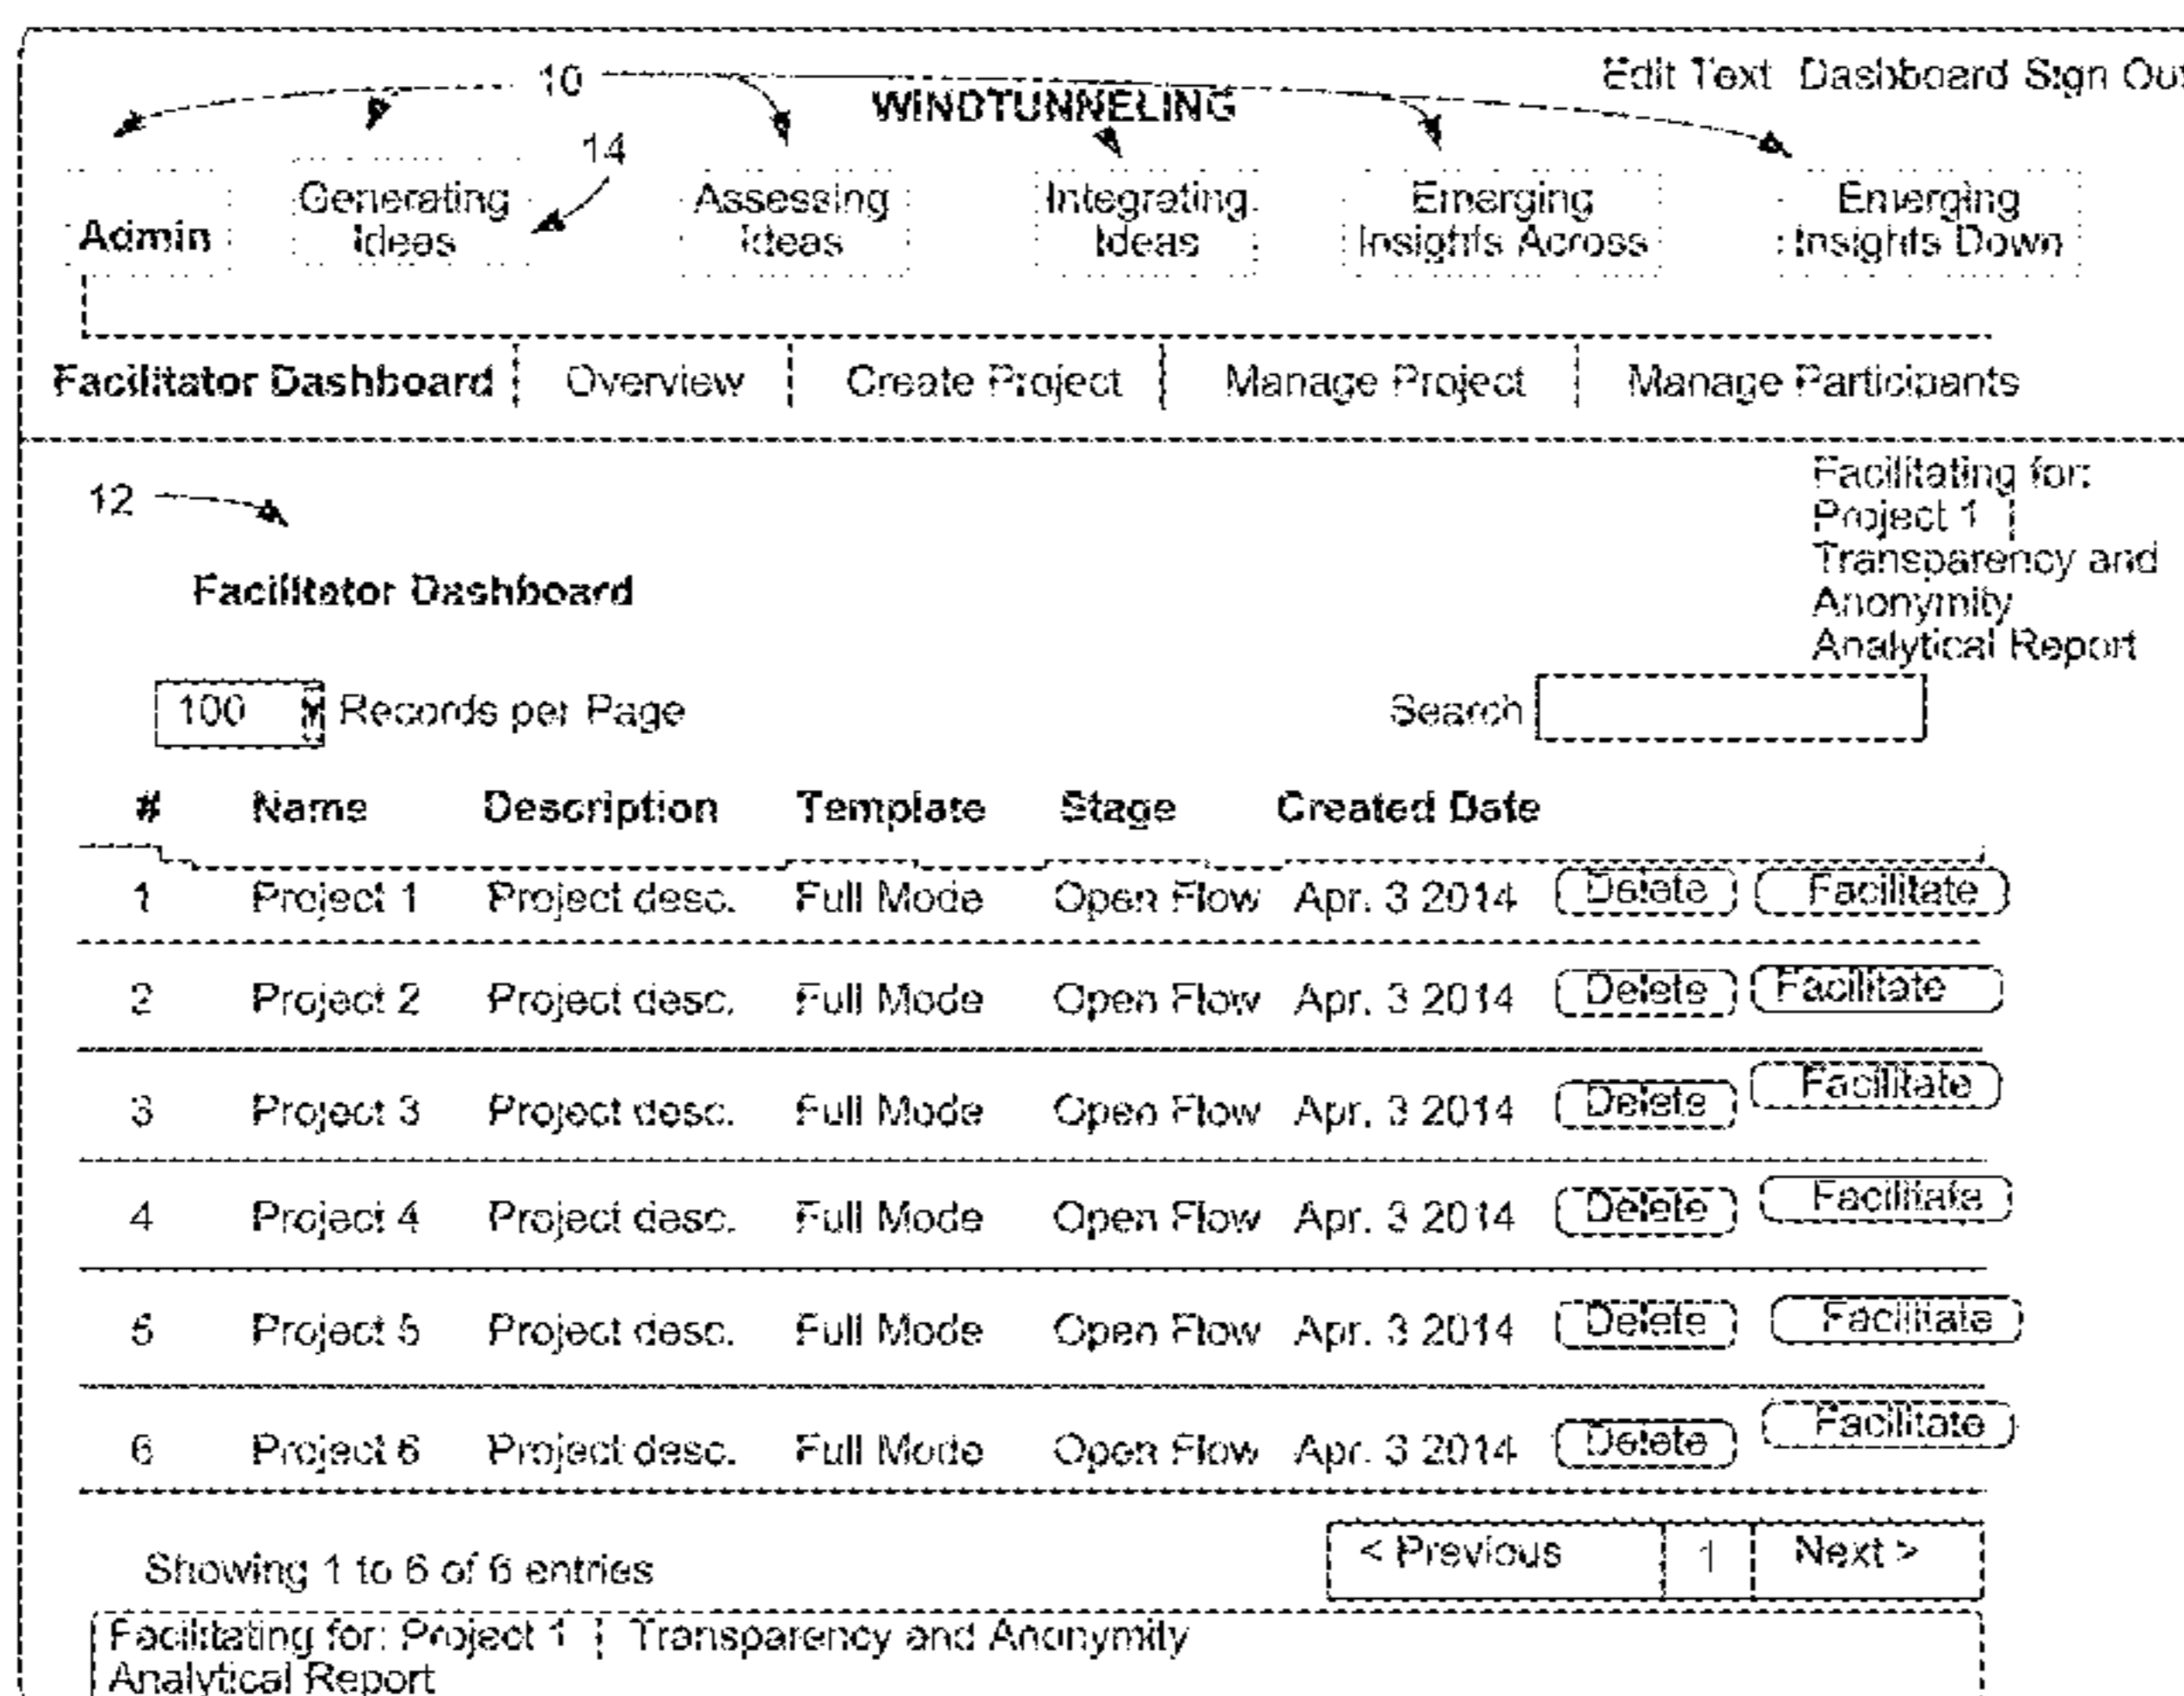 Edit Text Dashboard Sign Out
10
WINDTUNNELING
14
Admin
Generating
Ideas
Assessing
Ideas
Integrating
Ideas
Emerging
Insights Across
Emerging
Insights Down
Facilitator Dashboard Overview Create Project Manage Project Manage Participants
12
Facilitating for:
Project 1 |
Transparency and
Anonymity
Analytical Report
Facilitator Dashboard
100 Records per Page Search
# Name Description Template Stage Created Date
1 Project 1 Project desc. Full Mode Open Flow Apr. 3 2014 Delete Facilitate
2 Project 2 Project desc. Full Mode Open Flow Apr. 3 2014 Delete Facilitate
3 Project 3 Project desc. Full Mode Open Flow Apr. 3 2014 Delete Facilitate
4 Project 4 Project desc. Full Mode Open Flow Apr. 3 2014 Delete Facilitate
5 Project 5 Project desc. Full Mode Open Flow Apr. 3 2014 Delete Facilitate
6 Project 6 Project desc. Full Mode Open Flow Apr. 3 2014 Delete Facilitate
Showing 1 to 6 of 6 entries
< Previous 1 Next >
Facilitating for: Project 1 | Transparency and Anonymity
Analytical Report